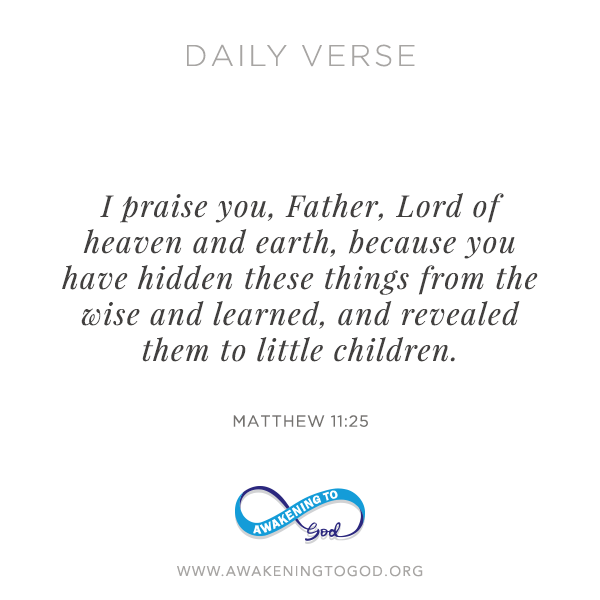 DAILY VERSE
I praise you, Father, Lord of
heaven and earth, because you
have hidden these things from the
wise and learned, and revealed
them to little children.
MATTHEW 11:25
AWAKENING TO
God
WWW.AWAKENINGTOGOD.ORG